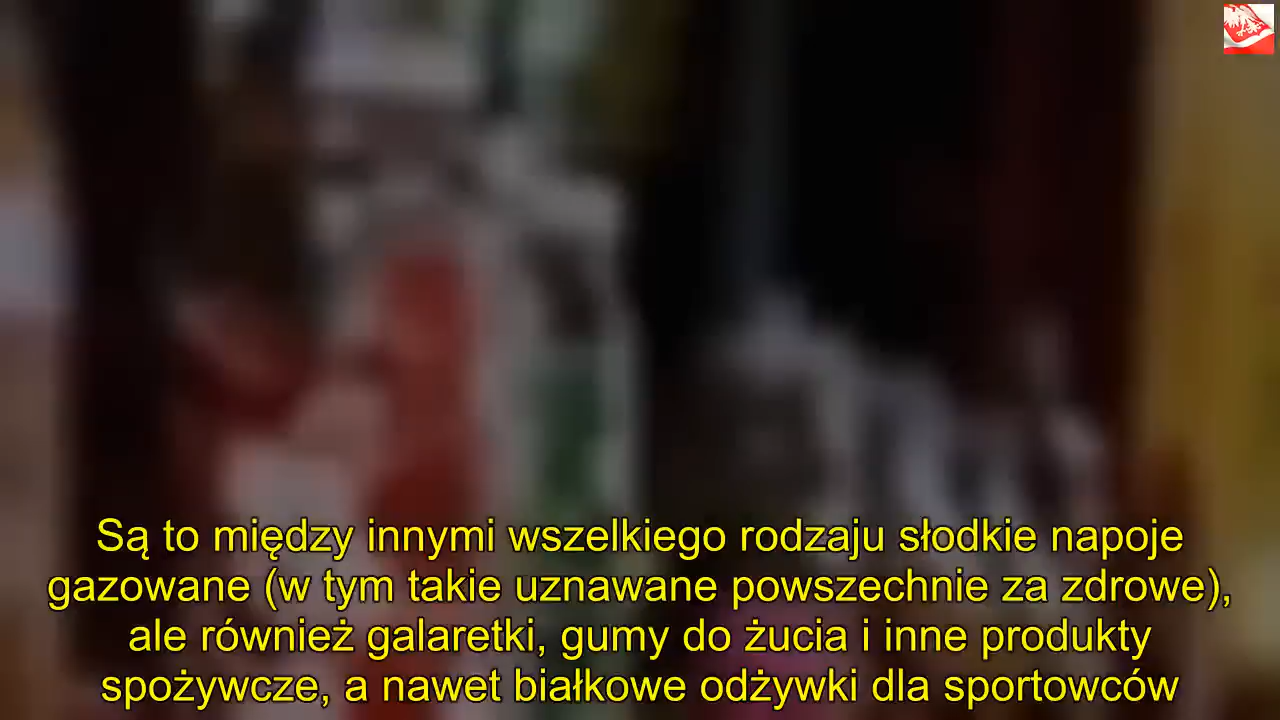 Są to między innymi wszelkiego rodzaju słodkie napoje
gazowane (w tym takie uznawane powszechnie za zdrowe),
ale również galaretki, gumy do żucia i inne produkty
spożywcze, a nawet białkowe odżywki dla sportowców